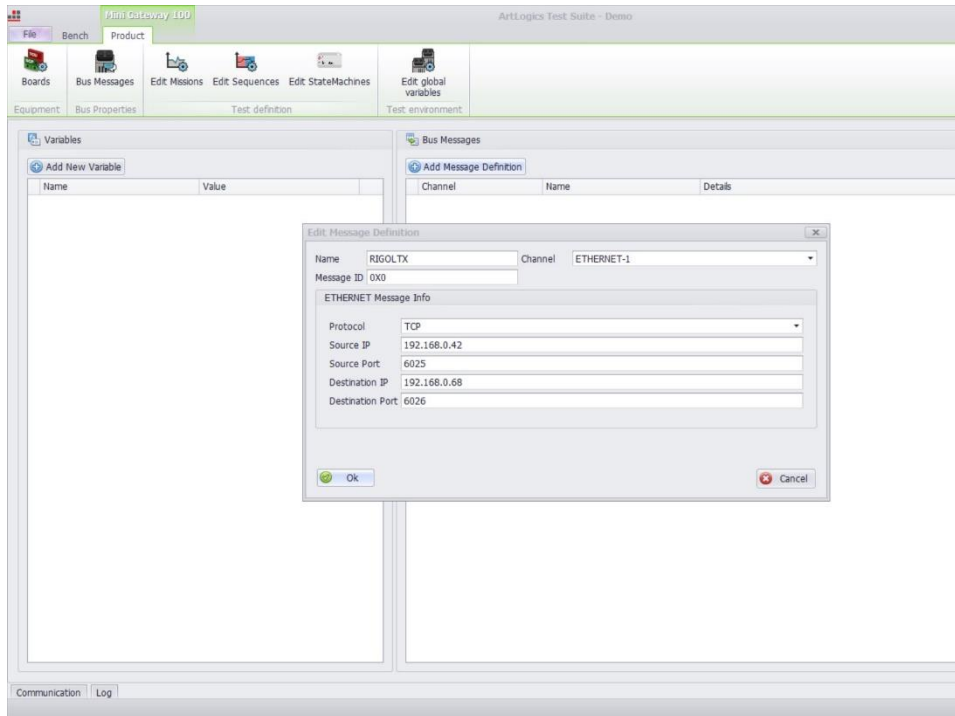 Mini Gateway 100
ArtLogics Test Suite - Demo
File Bench Product
Boards Bus Messages Edit Missions Edit Sequences Edit StateMachines Edit global
variables
Equipment Bus Properties Test definition Test environment
Variables Bus Messages
Add New Variable Add Message Definition
Name Value Channel Name Details
Edit Message Definition
Name RIGOLTX Channel ETHERNET-1
Message ID 0X0
ETHERNET Message Info
Protocol TCP
Source IP 192.168.0.42
Source Port 6025
Destination IP 192.168.0.68
Destination Port 6026
Ok Cancel
Communication Log